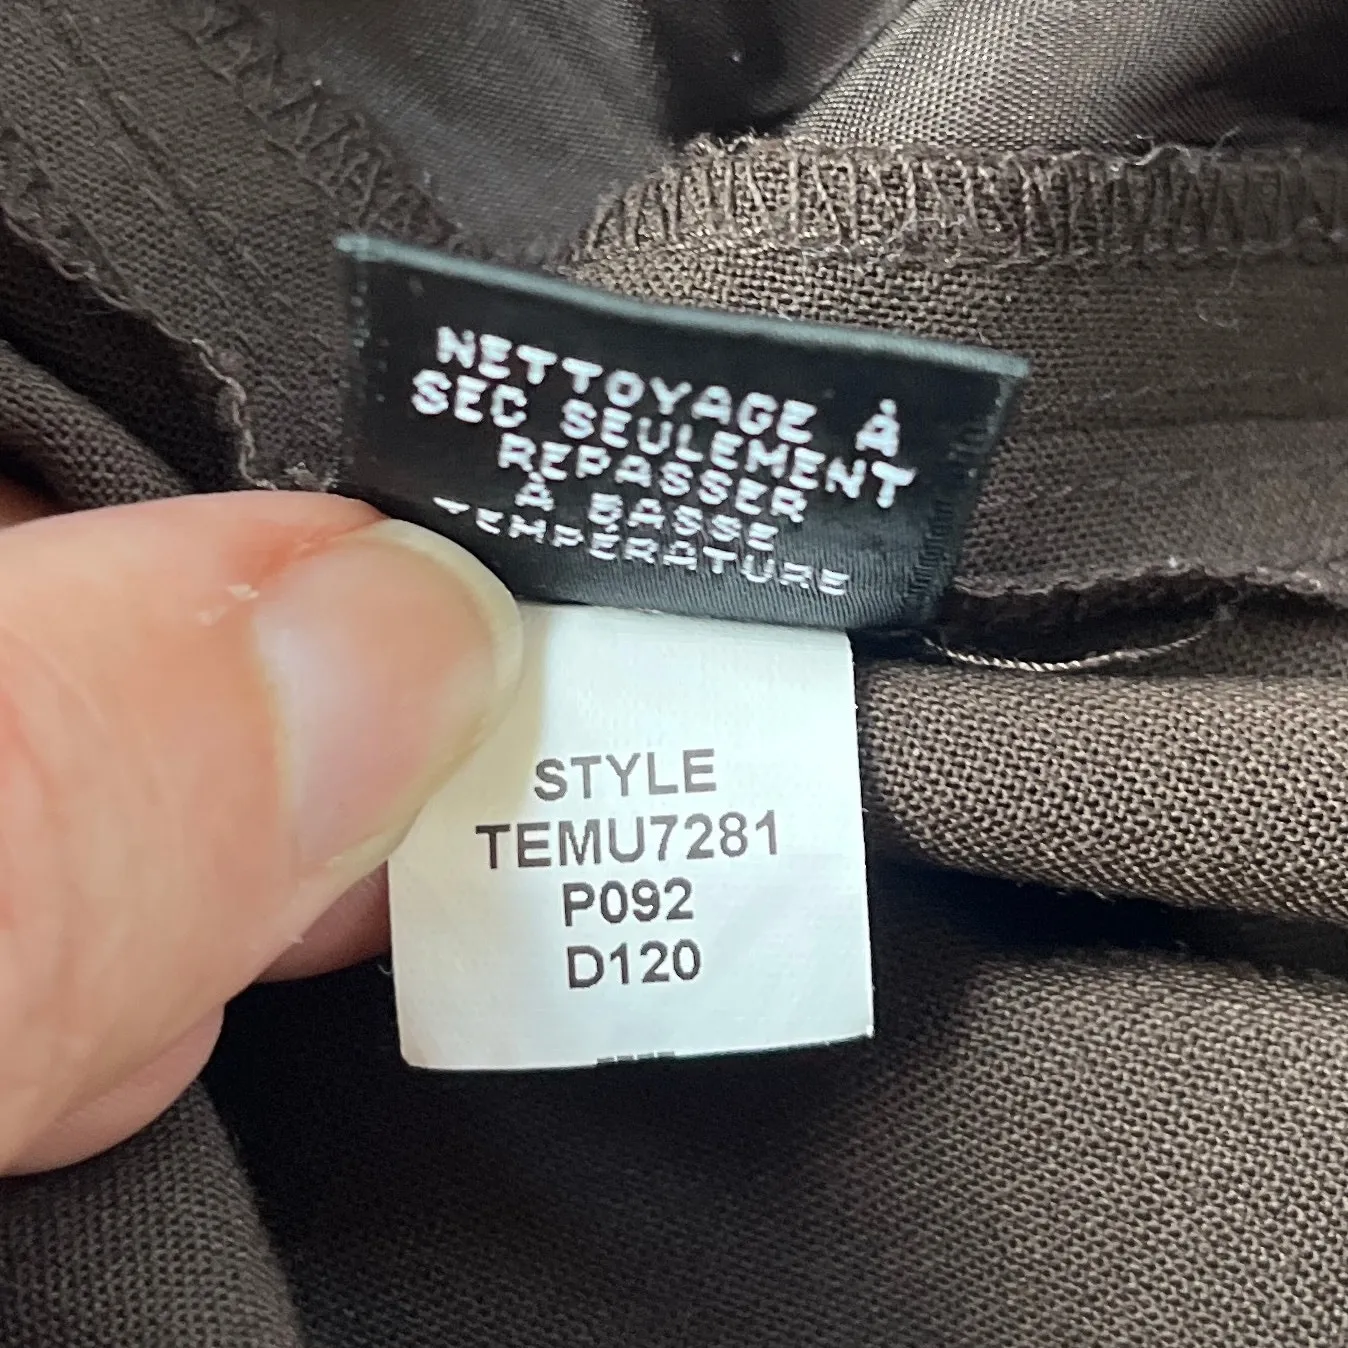 NETTOYAGE À
SEC SEULEMENT
REPASSER
À BASSE
TEMPÉRATURE
STYLE
TEMU7281
P092
D120